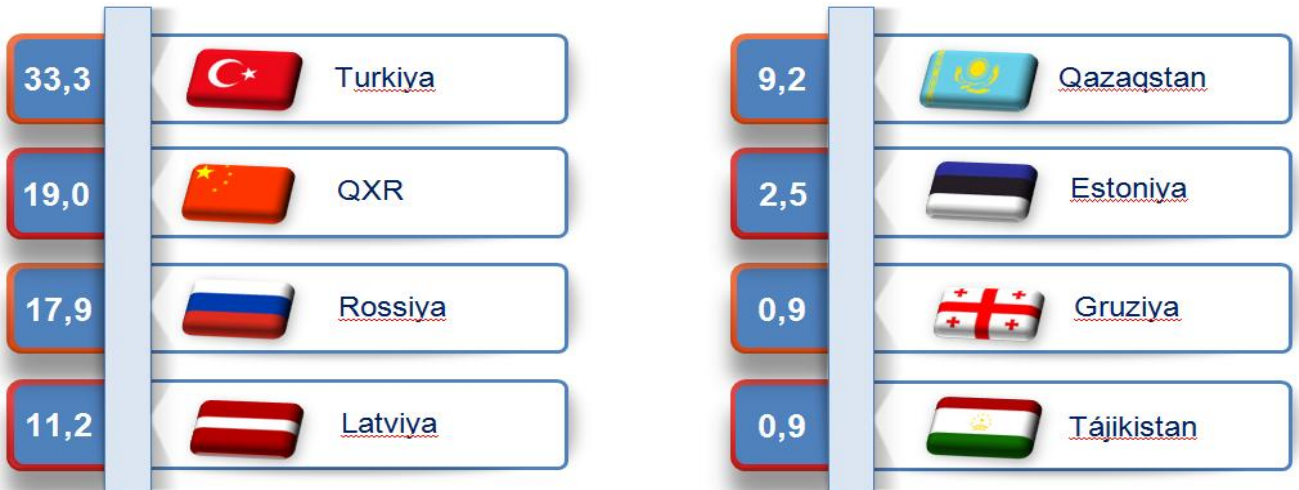 33,3 Turkiya
19,0 QXR
17,9 Rossiya
11,2 Latviya
9,2 Qazaqstan
2,5 Estoniya
0,9 Gruziya
0,9 Tájikistan